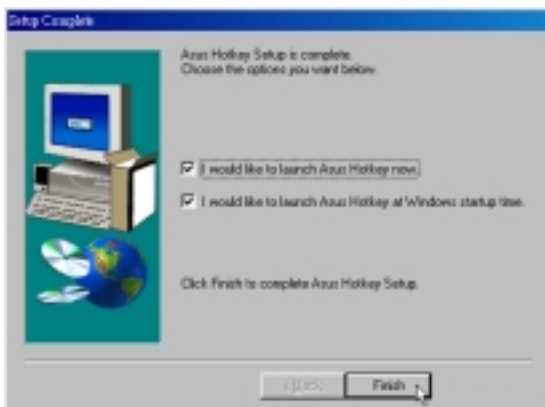 Setup Complete
Asus Hotkey Setup is complete.
Choose the options you want below.
I would like to launch Asus Hotkey now.
I would like to launch Asus Hotkey at Windows startup time.
Click Finish to complete Asus Hotkey Setup.
< Back
Finish